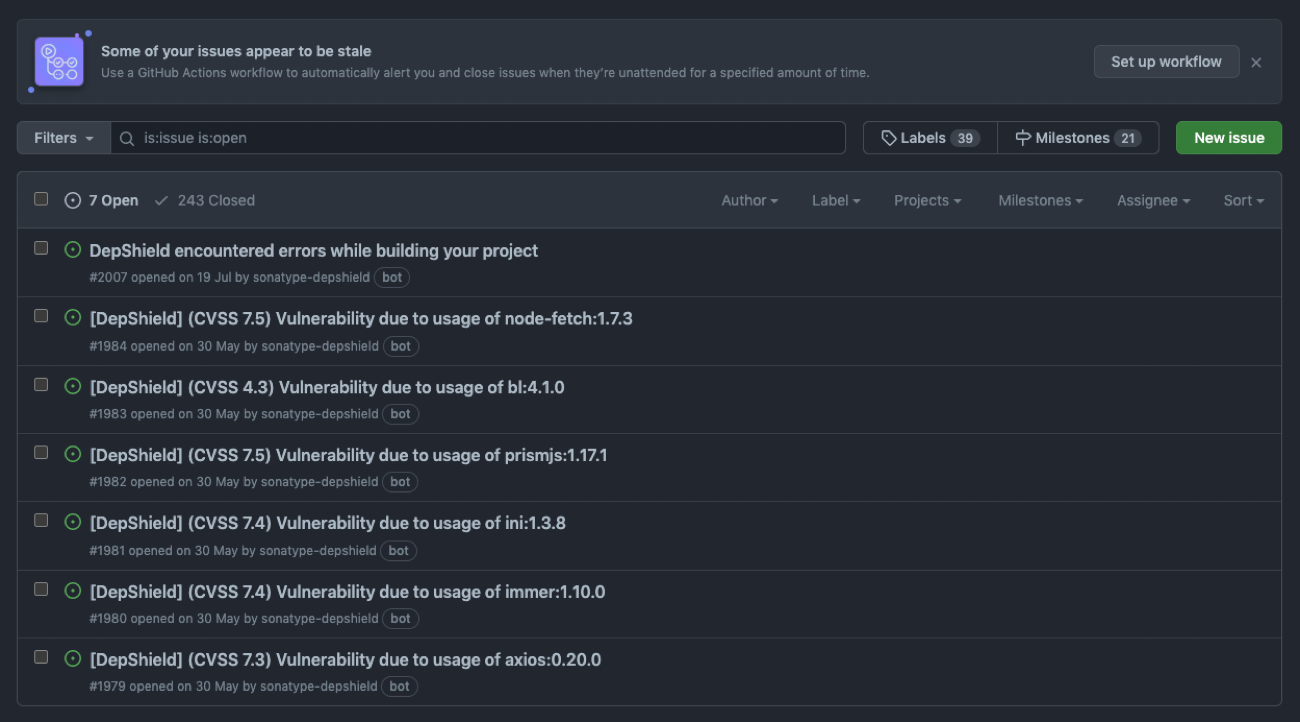 Some of your issues appear to be stale
Use a GitHub Actions workflow to automatically alert you and close issues when they're unattended for a specified amount of time.
Set up workflow
Filters
is:issue is:open
Labels 39
Milestones 21
New issue
7 Open
243 Closed
Author
Label
Projects
Milestones
Assignee
Sort
DepShield encountered errors while building your project
#2007 opened on 19 Jul by sonatype-depshield bot
[DepShield] (CVSS 7.5) Vulnerability due to usage of node-fetch:1.7.3
#1984 opened on 30 May by sonatype-depshield bot
[DepShield] (CVSS 4.3) Vulnerability due to usage of bl:4.1.0
#1983 opened on 30 May by sonatype-depshield bot
[DepShield] (CVSS 7.5) Vulnerability due to usage of prismjs:1.17.1
#1982 opened on 30 May by sonatype-depshield bot
[DepShield] (CVSS 7.4) Vulnerability due to usage of ini:1.3.8
#1981 opened on 30 May by sonatype-depshield bot
[DepShield] (CVSS 7.4) Vulnerability due to usage of immer:1.10.0
#1980 opened on 30 May by sonatype-depshield bot
[DepShield] (CVSS 7.3) Vulnerability due to usage of axios:0.20.0
#1979 opened on 30 May by sonatype-depshield bot